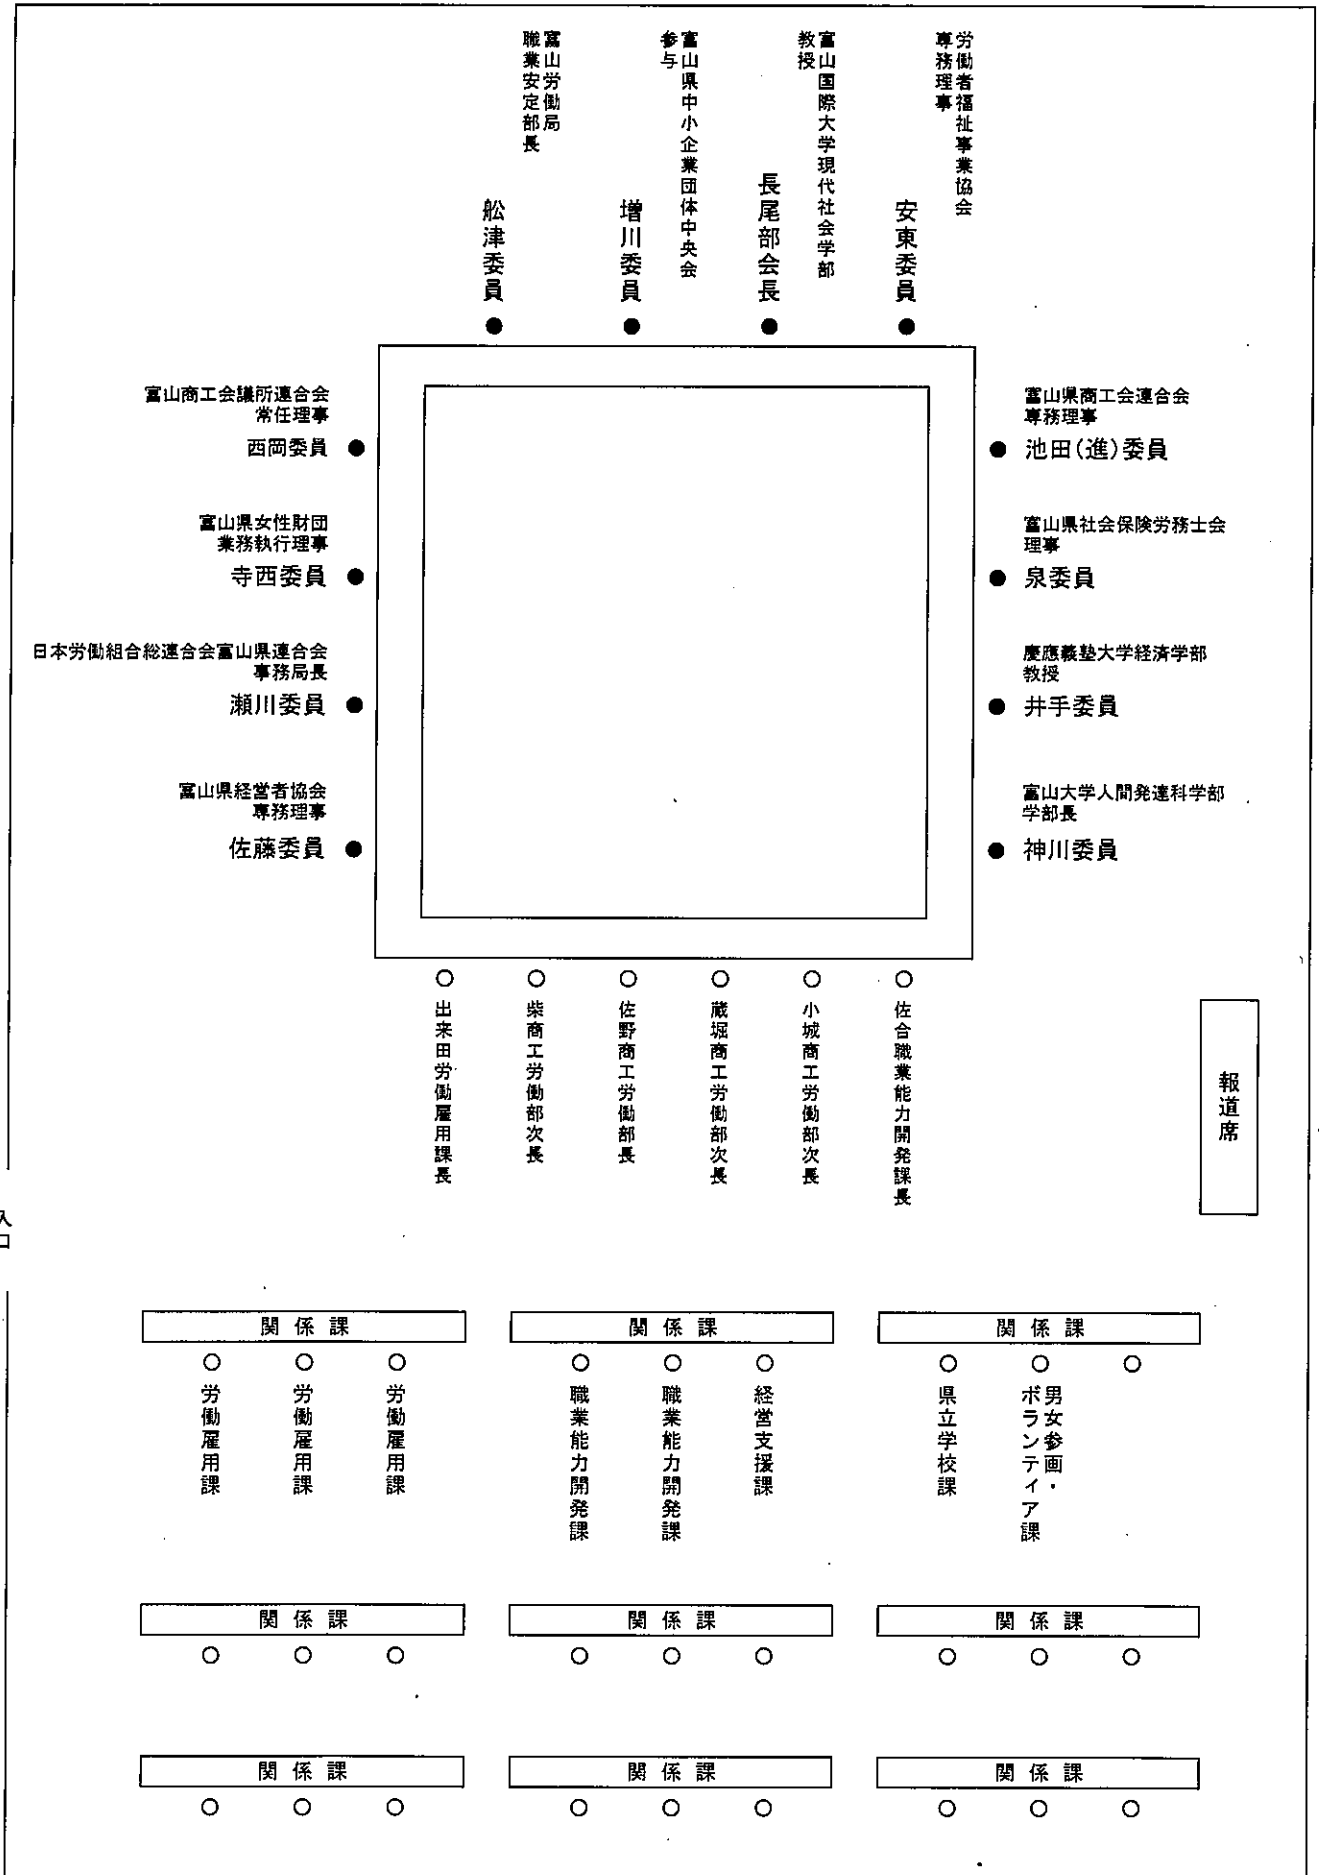 労働者福祉事業協会
専務理事
安東委員
富山国際大学現代社会学部
教授
長尾部会長
富山県中小企業団体中央会
参与
増川委員
富山労働局
職業安定部長
舩津委員
富山商工会議所連合会
常任理事
西岡委員
富山県女性財団
業務執行理事
寺西委員
日本労働組合総連合会富山県連合会
事務局長
瀬川委員
富山県経営者協会
専務理事
佐藤委員
富山県商工会連合会
専務理事
池田(進)委員
富山県社会保険労務士会
理事
泉委員
慶應義塾大学経済学部
教授
井手委員
富山大学人間発達科学部
学部長
神川委員
出来田労働雇用課長
柴商工労働部次長
佐野商工労働部長
蔵堀商工労働部次長
小城商工労働部次長
佐合職業能力開発課長
報道席
入口
関係課
関係課
関係課
労働雇用課
労働雇用課
労働雇用課
職業能力開発課
職業能力開発課
経営支援課
県立学校課
男女参画・
ボランティア課
関係課
関係課
関係課
関係課
関係課
関係課